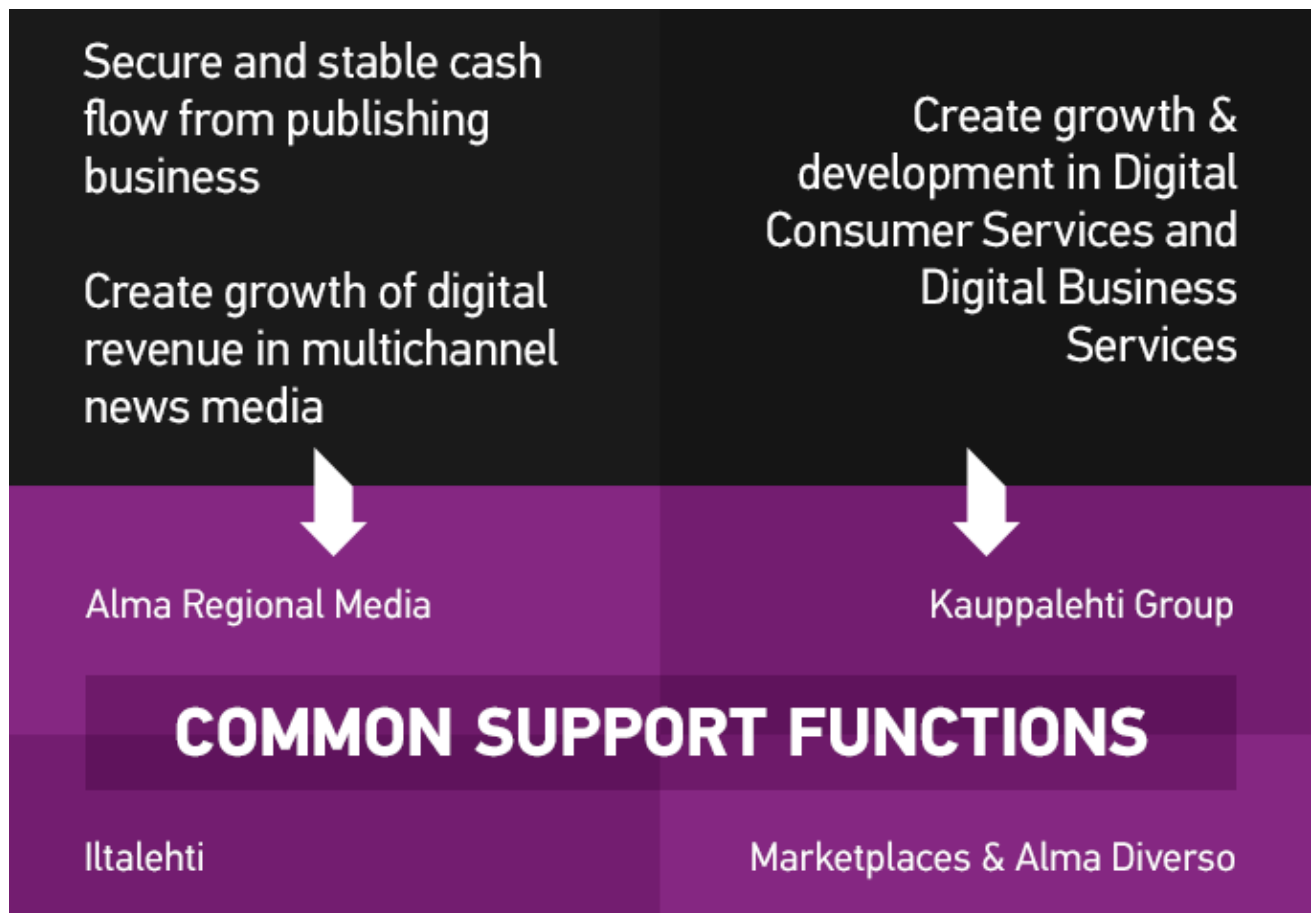 Secure and stable cash
flow from publishing
business
Create growth of digital
revenue in multichannel
news media
Create growth &
development in Digital
Consumer Services and
Digital Business
Services
Alma Regional Media
Kauppalehti Group
COMMON SUPPORT FUNCTIONS
Iltalehti
Marketplaces & Alma Diverso